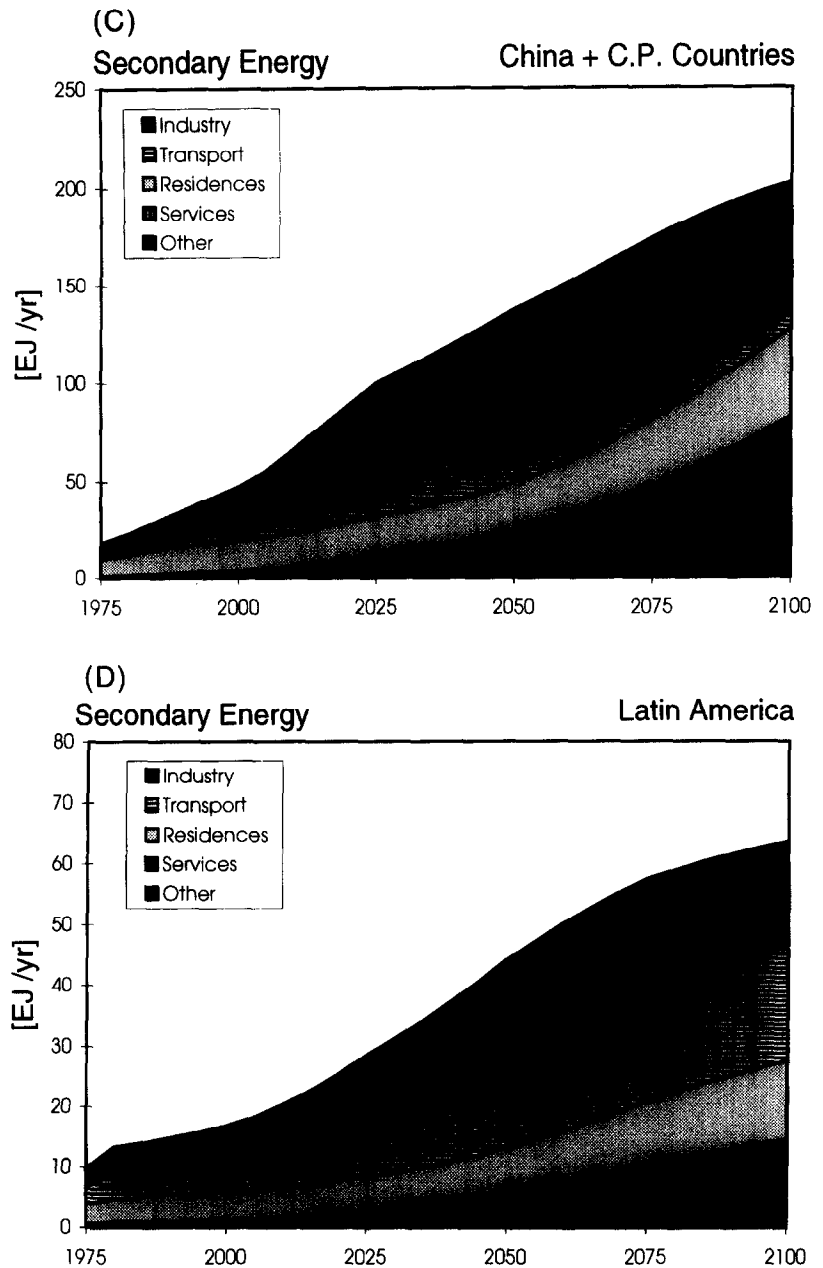 (C)
Secondary Energy China + C.P. Countries
250
200
150
100
50
0
[EJ /yr]
Industry
Transport
Residences
Services
Other
1975 2000 2025 2050 2075 2100
(D)
Secondary Energy Latin America
80
70
60
50
40
30
20
10
0
[EJ /yr]
Industry
Transport
Residences
Services
Other
1975 2000 2025 2050 2075 2100